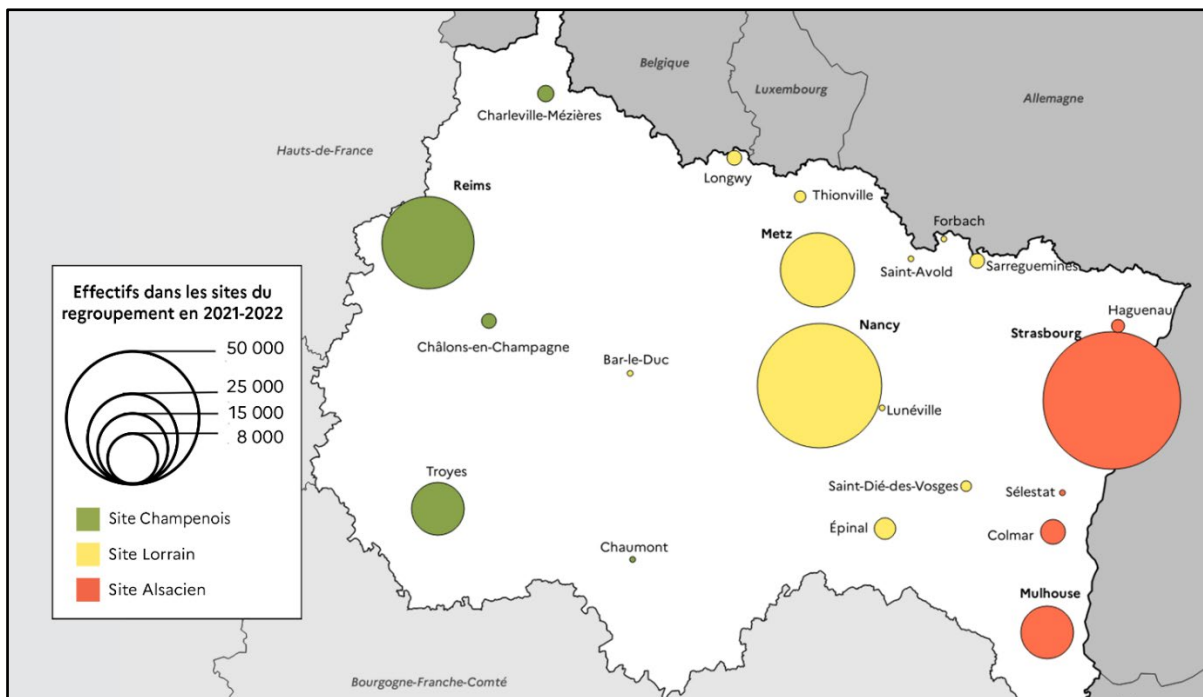 Belgique
Luxembourg
Allemagne
Charleville-Mézières
Hauts-de-France
Longwy
Reims
Thionville
Forbach
Metz
Saint-Avold
Sarreguemines
Effectifs dans les sites du
regroupement en 2021-2022
50 000
25 000
15 000
8 000
Haguenau
Nancy
Strasbourg
Châlons-en-Champagne
Bar-le-Duc
Lunéville
Troyes
Saint-Dié-des-Vosges
Sélestat
Site Champenois
Épinal
Colmar
Chaumont
Site Lorrain
Site Alsacien
Mulhouse
Bourgogne-Franche-Comté